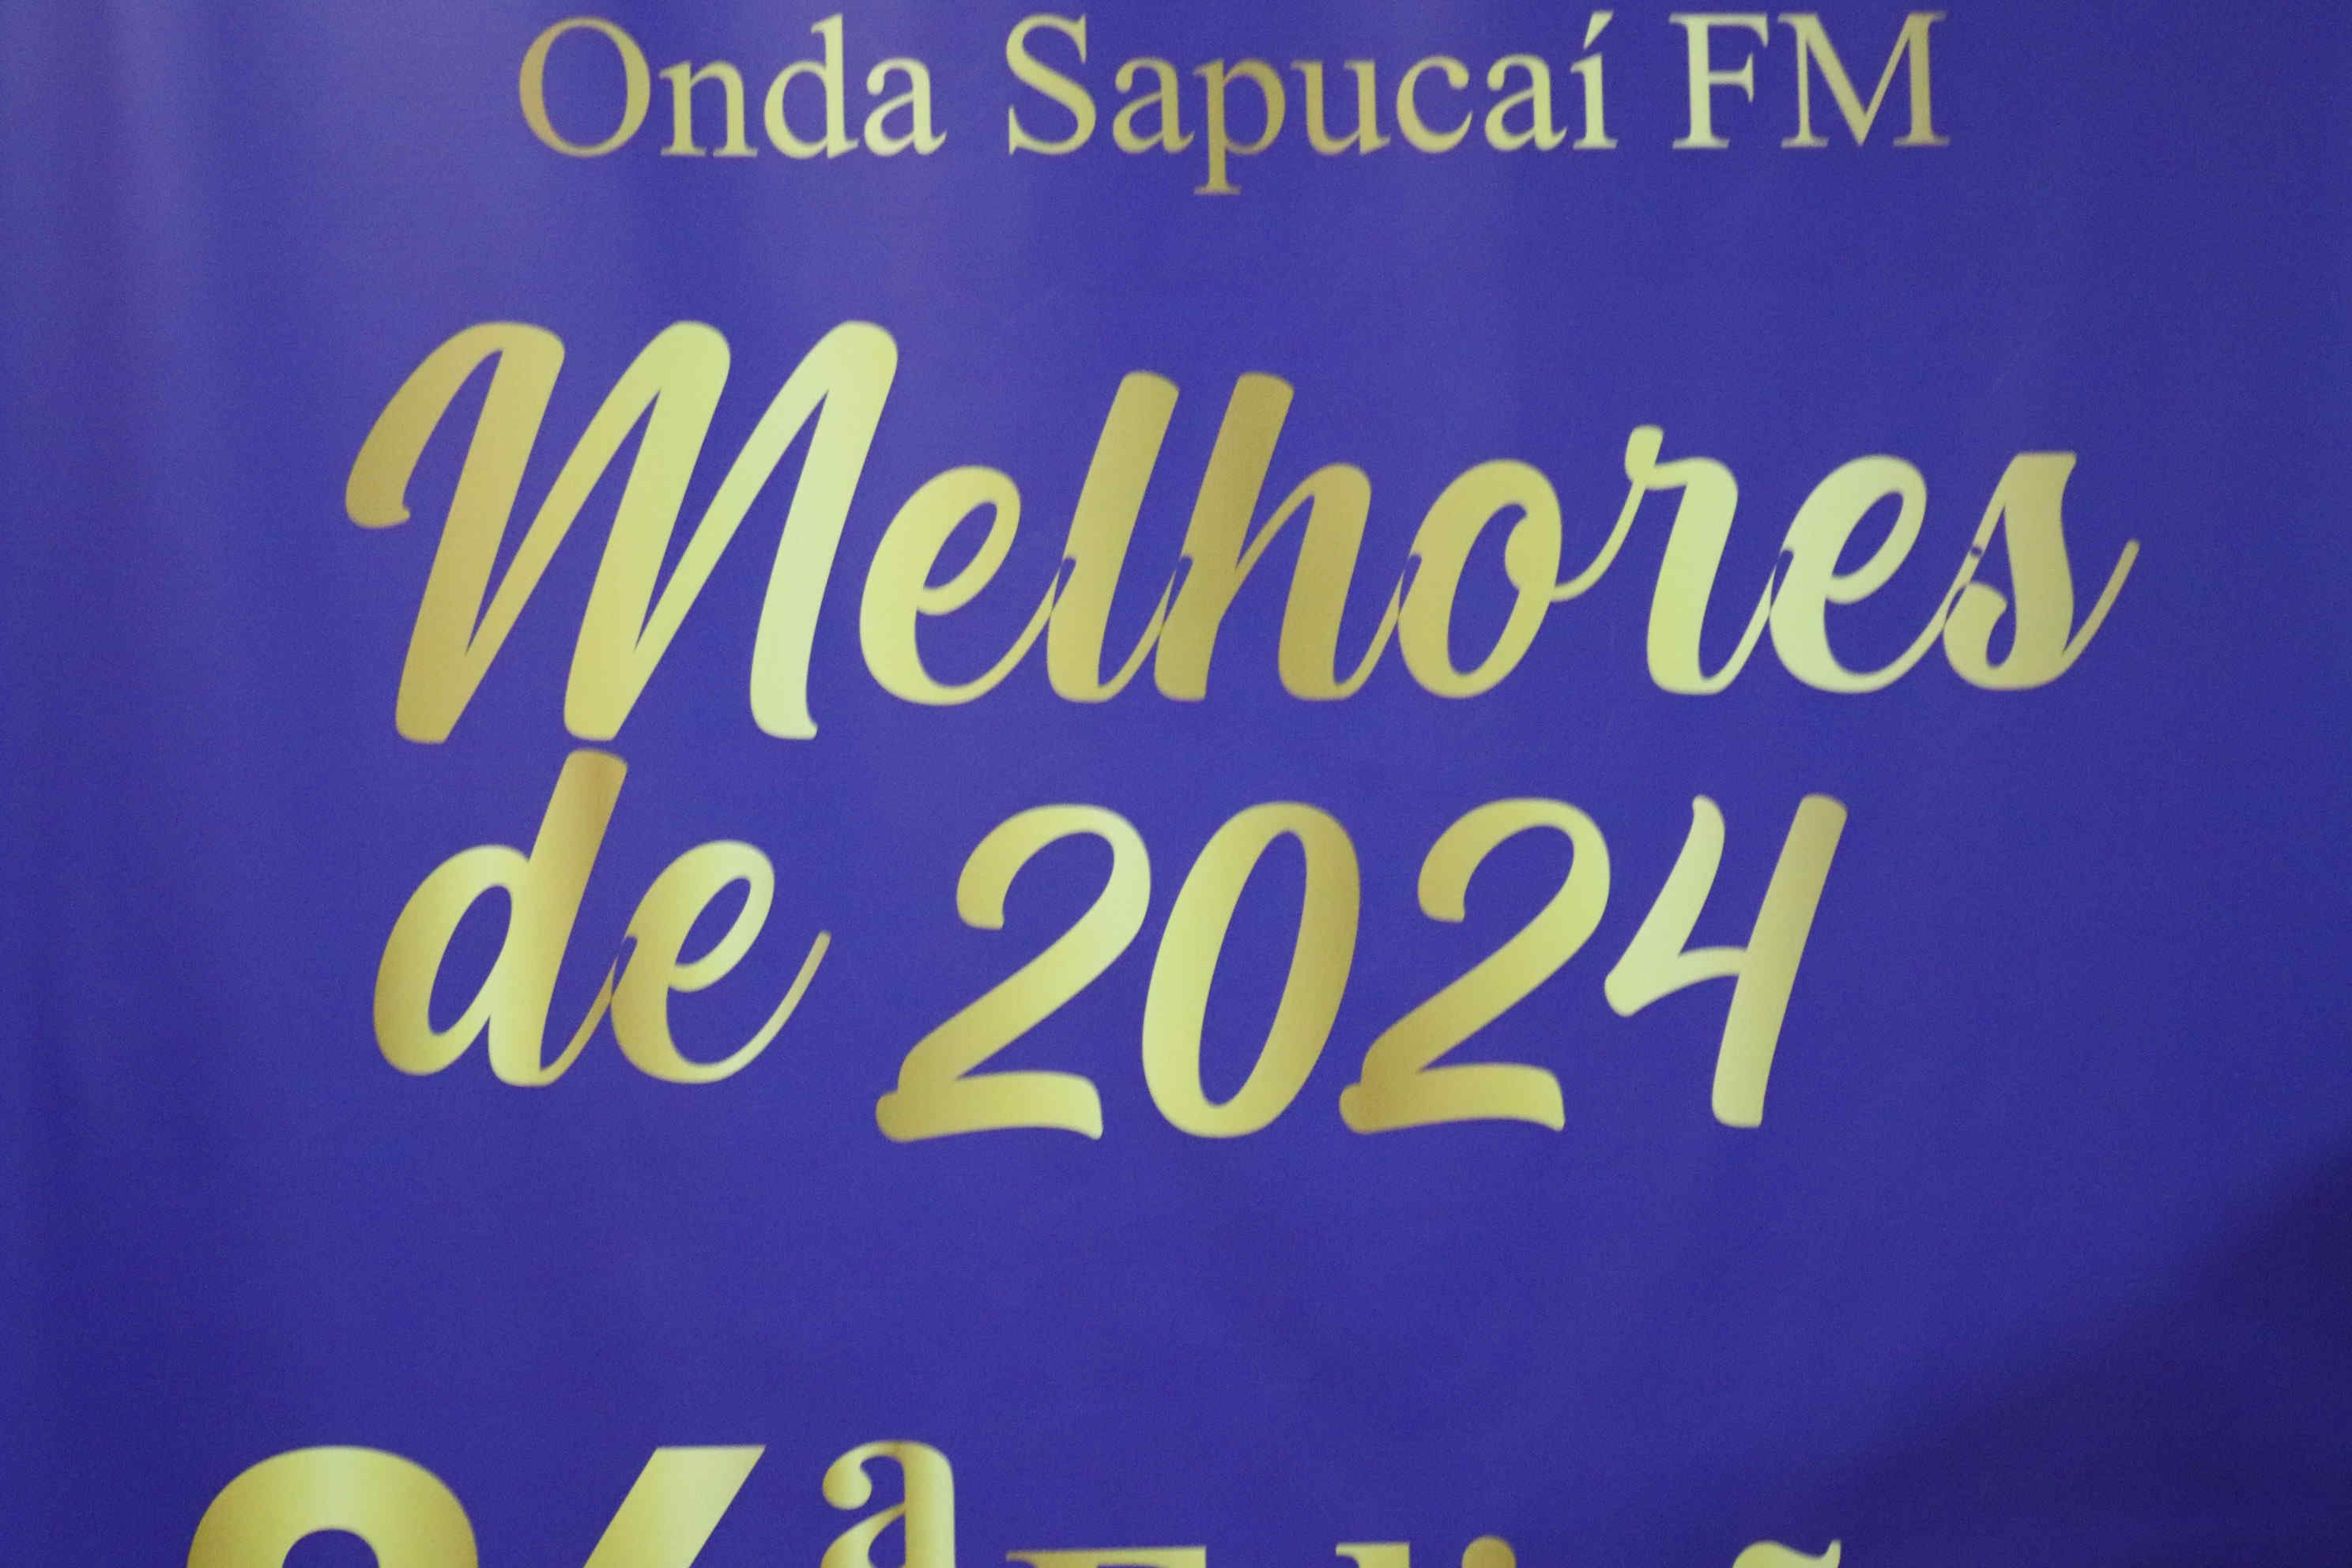 Onda Sapucaí FM
Melhores
de 2024